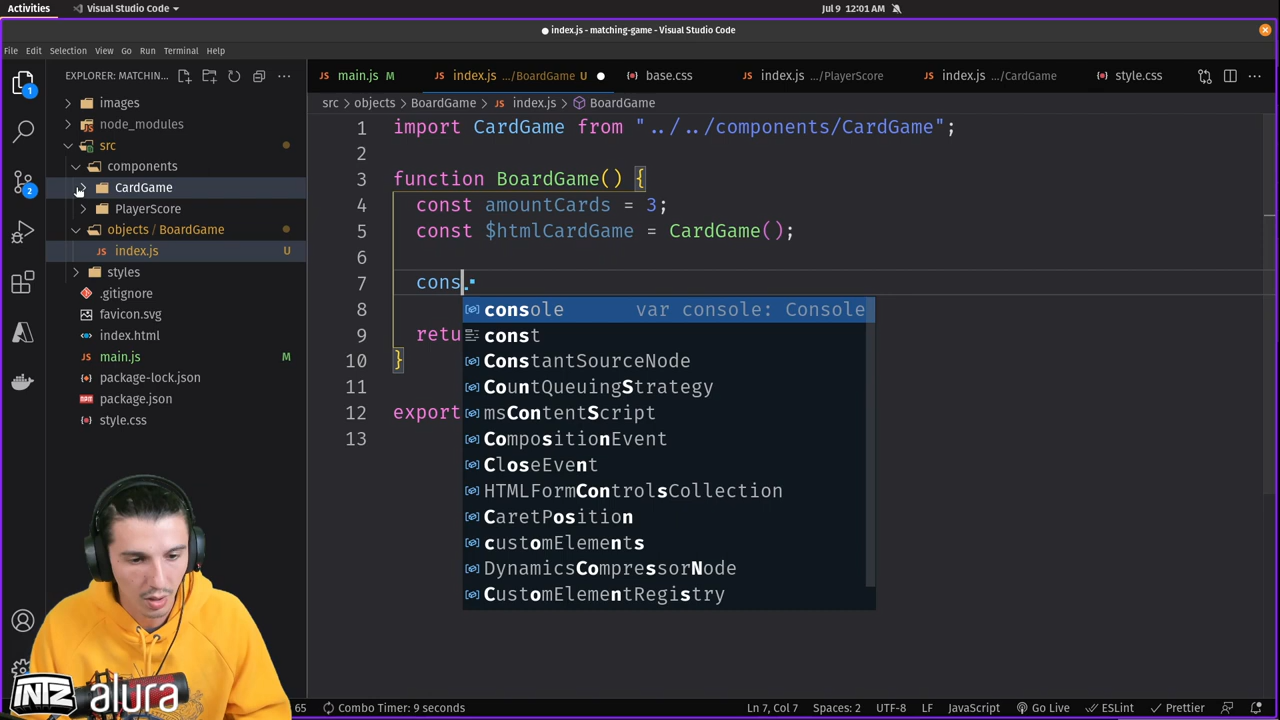 Activities
Visual Studio Code
Jul 9 12:01 AM
● index.js - matching-game - Visual Studio Code
File Edit Selection View Go Run Terminal Help
EXPLORER: MATCHIN...
main.js M
index.js .../BoardGame U
base.css
index.js .../PlayerScore
index.js .../CardGame
style.css
src > objects > BoardGame > JS index.js > BoardGame
images
node_modules
src
components
CardGame
PlayerScore
objects / BoardGame
JS index.js U
styles
.gitignore
favicon.svg
index.html
main.js M
package-lock.json
package.json
style.css
1 import CardGame from "../../components/CardGame";
2
3 function BoardGame() {
4 const amountCards = 3;
5 const $htmlCardGame = CardGame();
6
7 cons
8
9 retu
10 }
12 export
13
console var console: Console
const
ConstantSourceNode
CountQueuingStrategy
msContentScript
CompositionEvent
CloseEvent
HTMLFormControlsCollection
CaretPosition
customElements
DynamicsCompressorNode
CustomElementRegistry
INTZ alura
65 Combo Timer: 9 seconds
Ln 7, Col 7 Spaces: 2 UTF-8 LF JavaScript Go Live ESLint Prettier